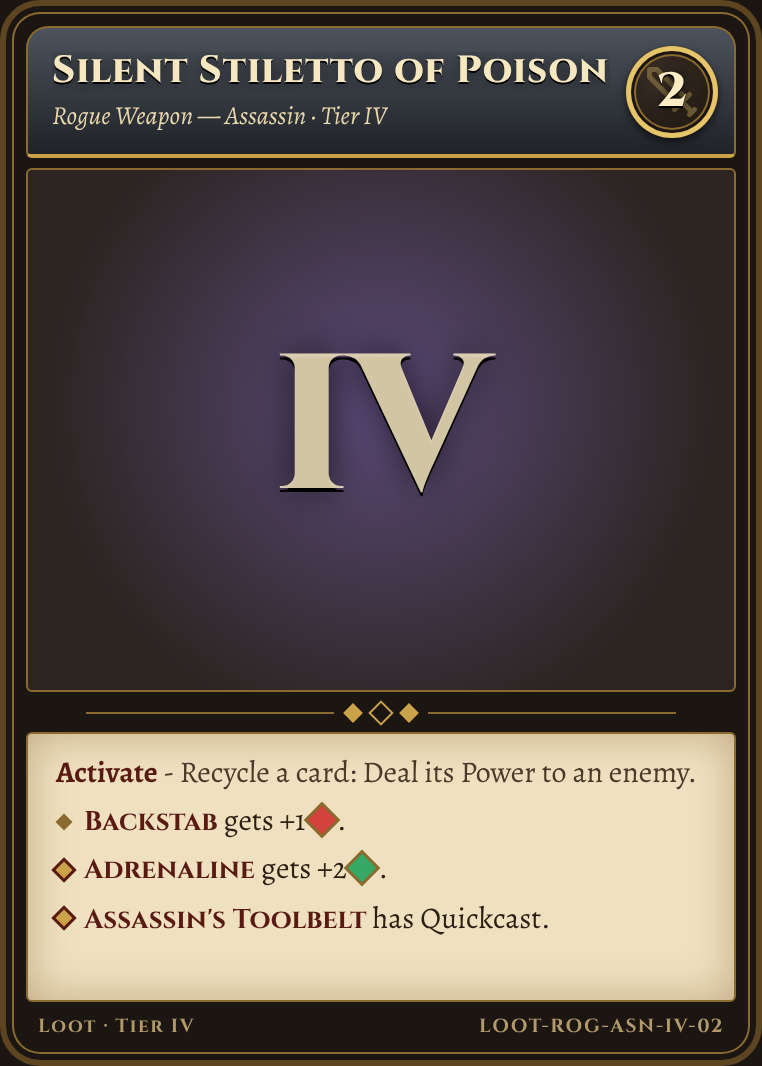 Silent Stiletto of Poison
2
Rogue Weapon — Assassin · Tier IV
IV
Activate - Recycle a card: Deal its Power to an enemy.
Backstab gets +1.
Adrenaline gets +2.
Assassin's Toolbelt has Quickcast.
Loot · Tier IV
LOOT-ROG-ASN-IV-02